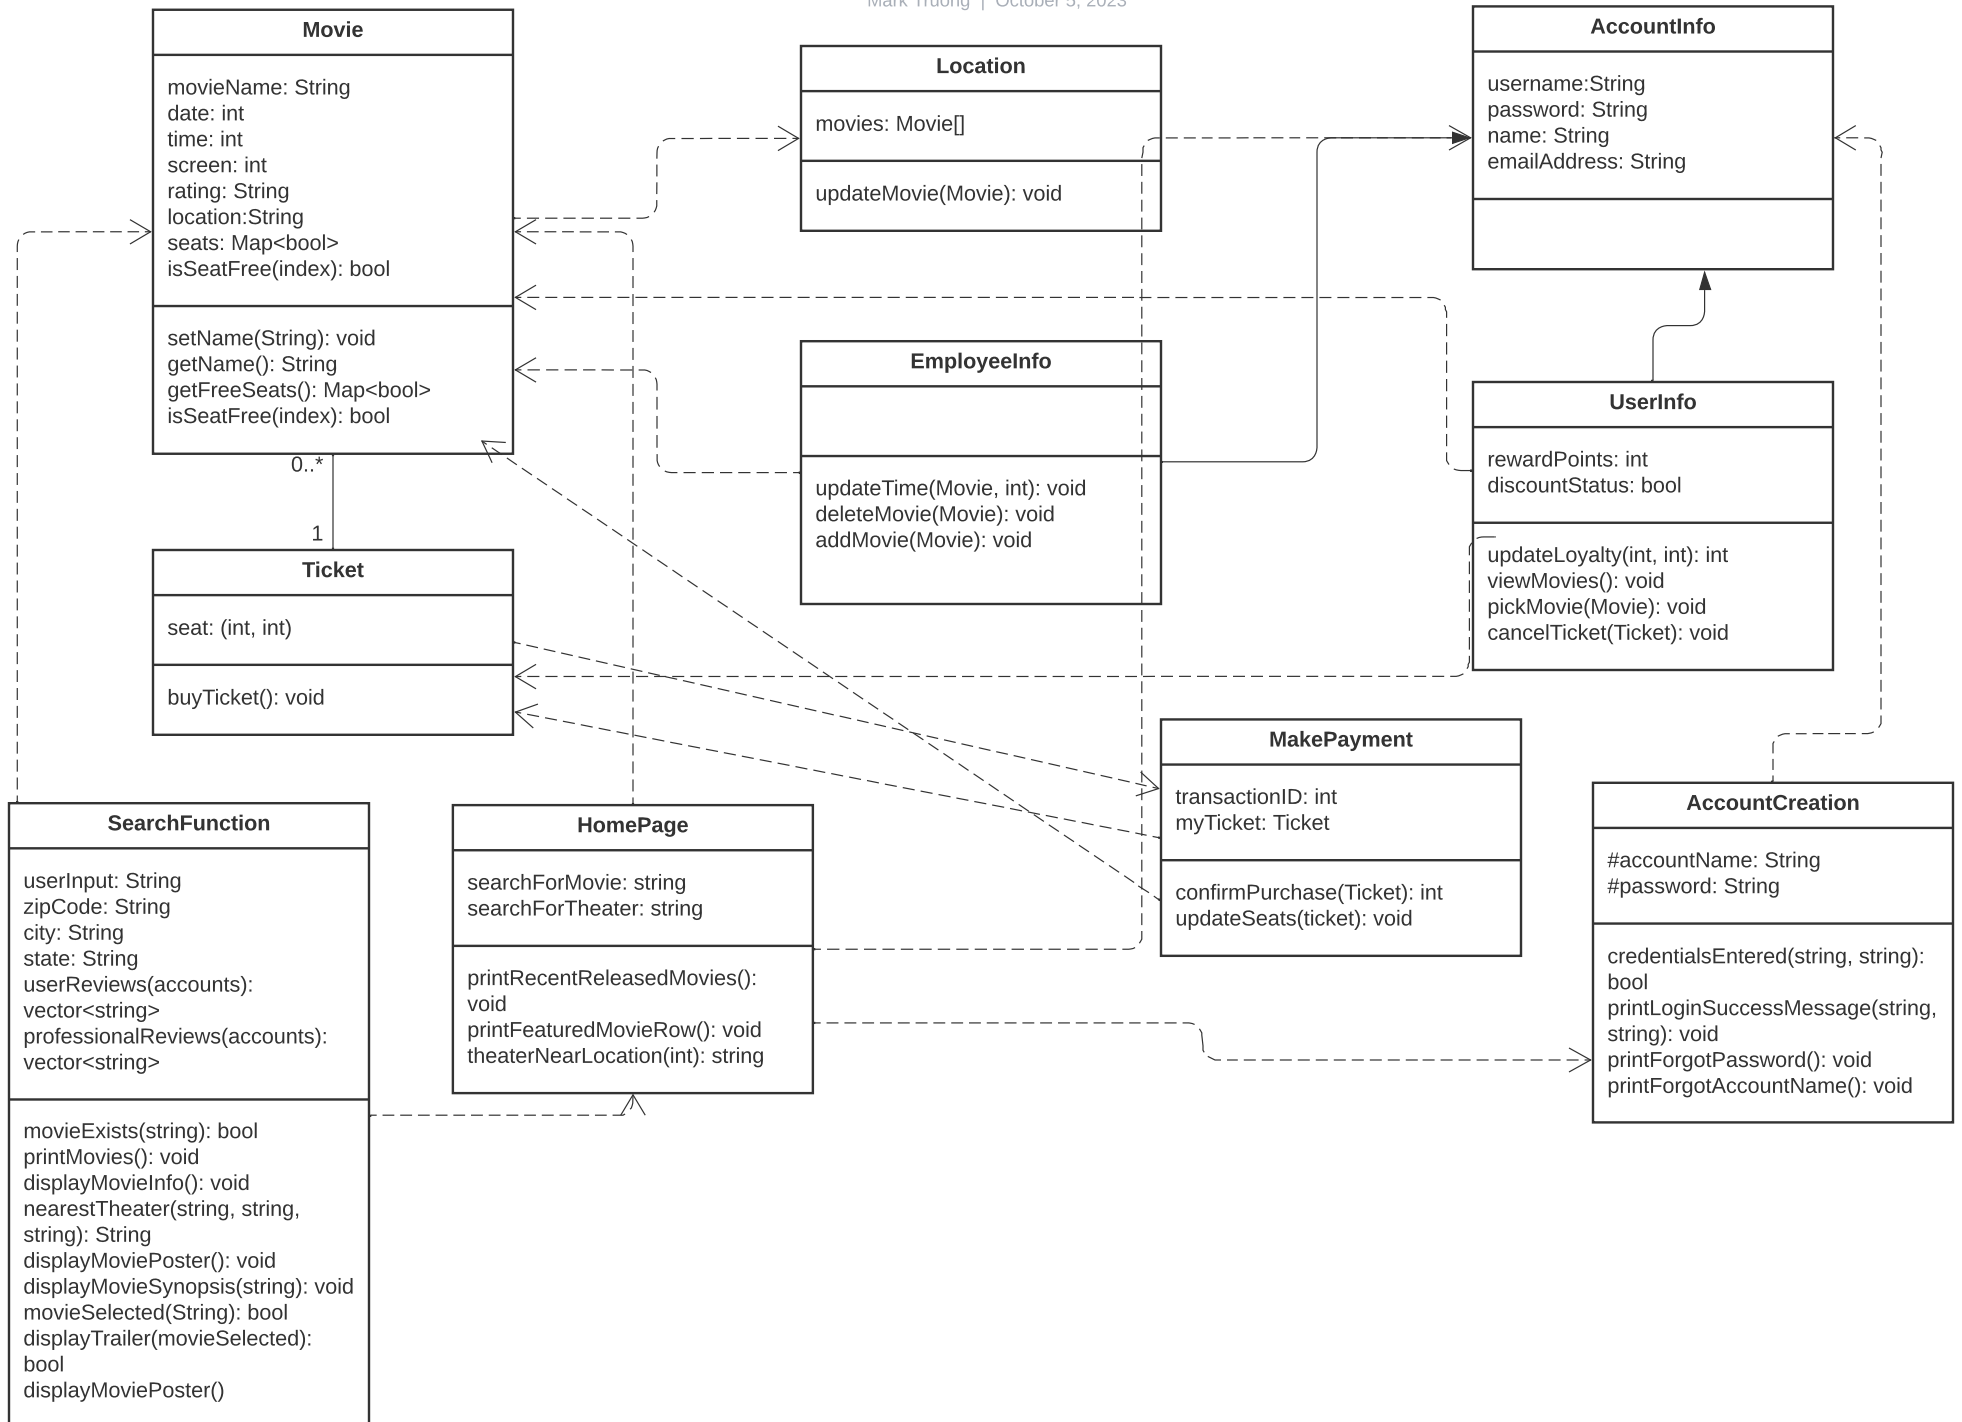 Mark Truong | October 5, 2023
Movie
movieName: String
date: int
time: int
screen: int
rating: String
location:String
seats: Map<bool>
isSeatFree(index): bool
setName(String): void
getName(): String
getFreeSeats(): Map<bool>
isSeatFree(index): bool
0..*
1
Location
movies: Movie[]
updateMovie(Movie): void
AccountInfo
username:String
password: String
name: String
emailAddress: String
EmployeeInfo
updateTime(Movie, int): void
deleteMovie(Movie): void
addMovie(Movie): void
UserInfo
rewardPoints: int
discountStatus: bool
updateLoyalty(int, int): int
viewMovies(): void
pickMovie(Movie): void
cancelTicket(Ticket): void
Ticket
seat: (int, int)
buyTicket(): void
MakePayment
transactionID: int
myTicket: Ticket
confirmPurchase(Ticket): int
updateSeats(ticket): void
AccountCreation
#accountName: String
#password: String
credentialsEntered(string, string):
bool
printLoginSuccessMessage(string,
string): void
printForgotPassword(): void
printForgotAccountName(): void
SearchFunction
userInput: String
zipCode: String
city: String
state: String
userReviews(accounts):
vector<string>
professionalReviews(accounts):
vector<string>
movieExists(string): bool
printMovies(): void
displayMovieInfo(): void
nearestTheater(string, string,
string): String
displayMoviePoster(): void
displayMovieSynopsis(string): void
movieSelected(String): bool
displayTrailer(movieSelected):
bool
displayMoviePoster()
HomePage
searchForMovie: string
searchForTheater: string
printRecentReleasedMovies():
void
printFeaturedMovieRow(): void
theaterNearLocation(int): string